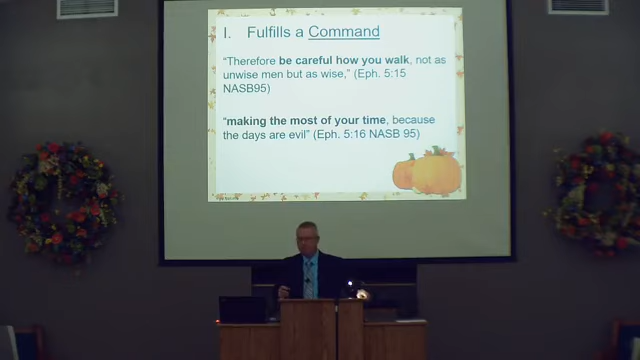 I. Fulfills a Command
“Therefore be careful how you walk, not as
unwise men but as wise,” (Eph. 5:15
NASB95)
“making the most of your time, because
the days are evil” (Eph. 5:16 NASB 95)